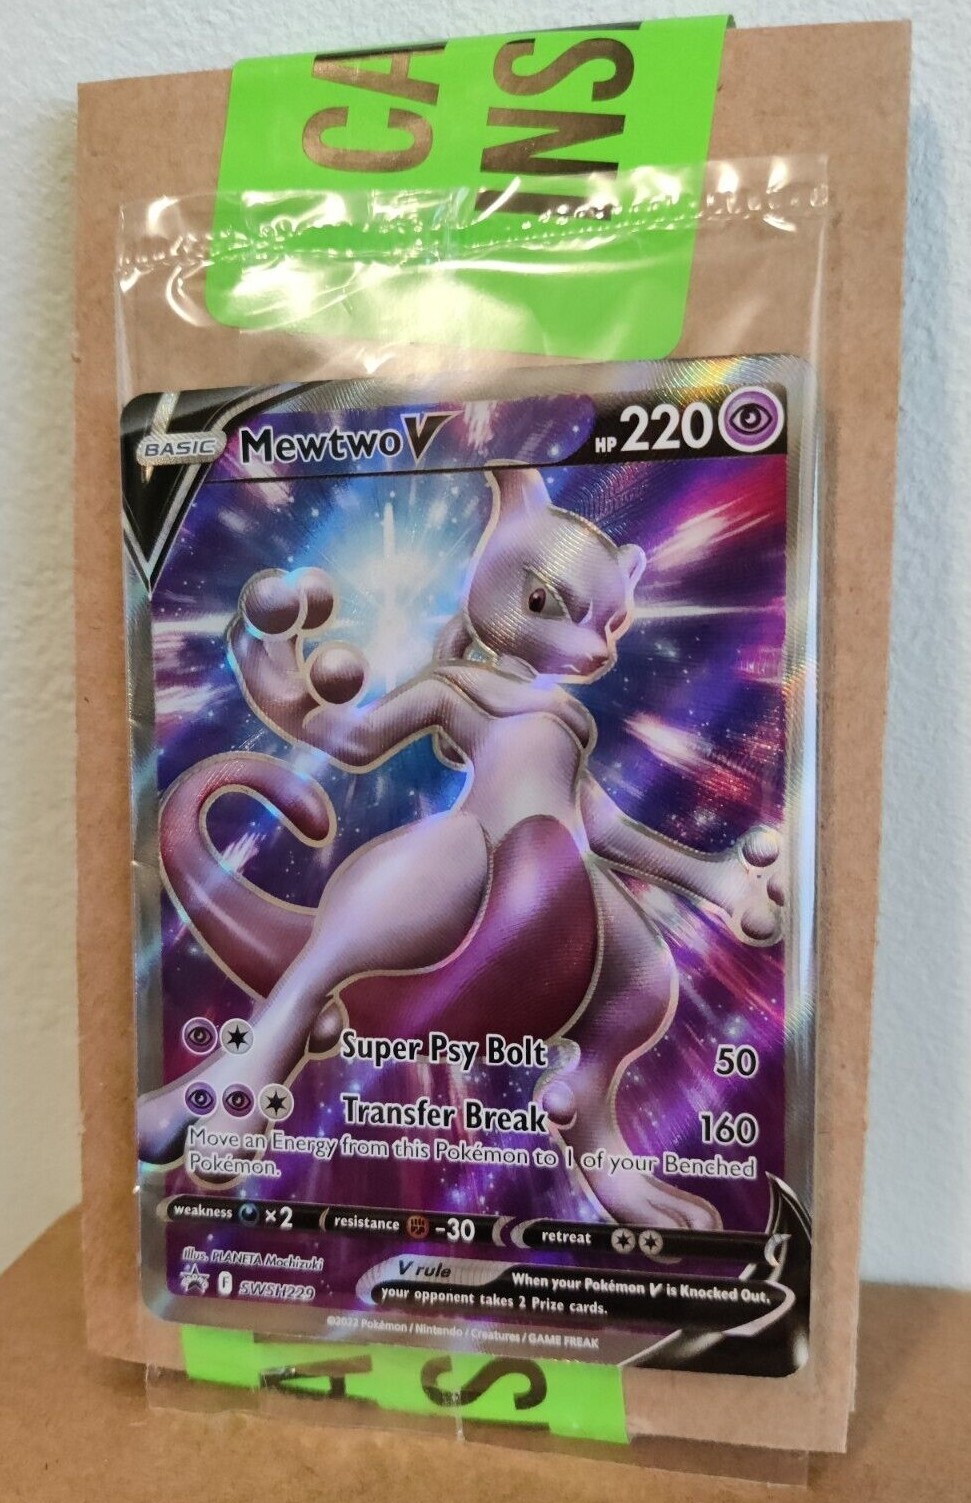 CA
INS
BASIC Mewtwo V HP 220
Super Psy Bolt 50
Transfer Break 160
Move an Energy from this Pokémon to 1 of your Benched
Pokémon.
weakness ×2 resistance -30 retreat
Illus. PLANETA Mochizuki
F SWSH229
V rule When your Pokémon V is Knocked Out,
your opponent takes 2 Prize cards.
©2022 Pokémon / Nintendo / Creatures / GAME FREAK
A
S